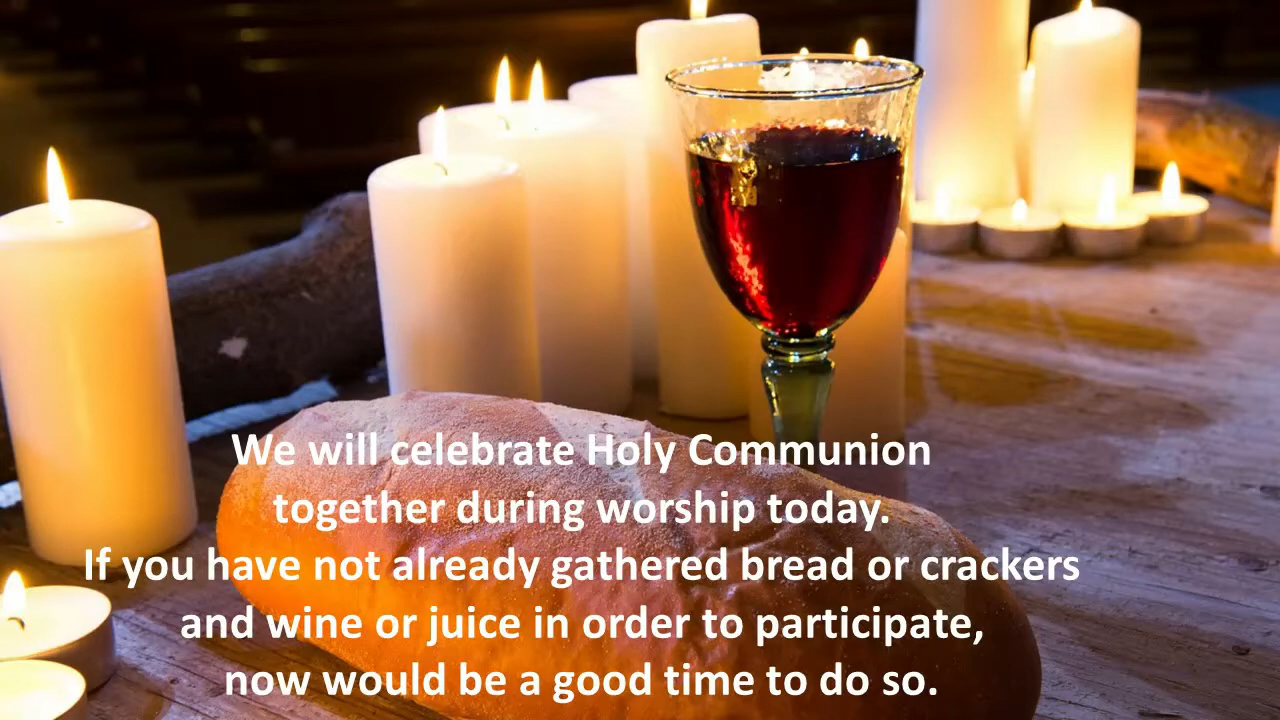 We will celebrate Holy Communion
together during worship today.
If you have not already gathered bread or crackers
and wine or juice in order to participate,
now would be a good time to do so.